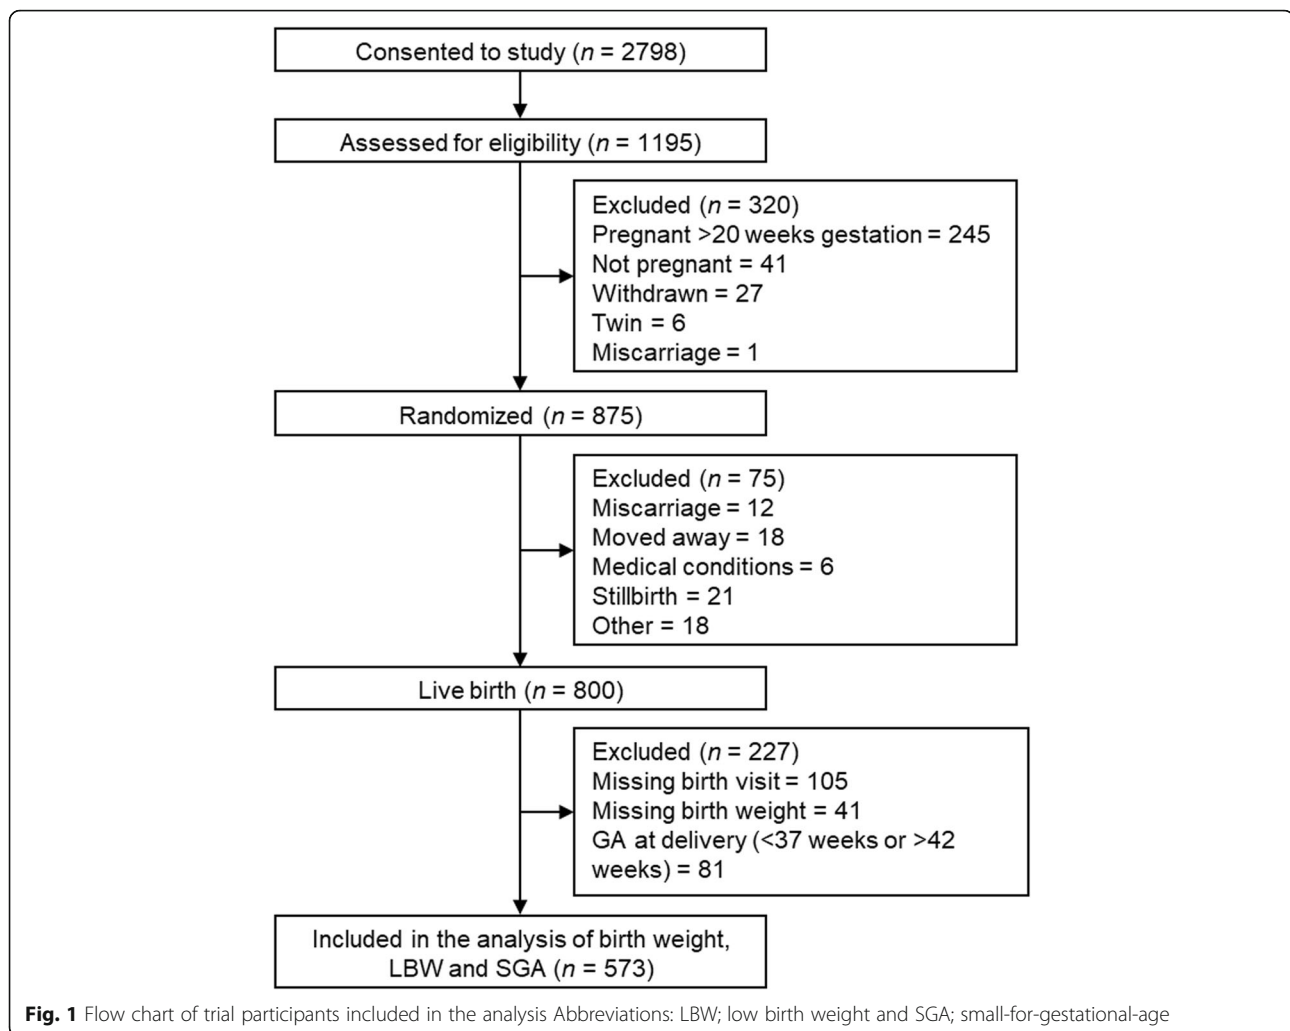 Consented to study (n = 2798)
Assessed for eligibility (n = 1195)
Excluded (n = 320)
Pregnant >20 weeks gestation = 245
Not pregnant = 41
Withdrawn = 27
Twin = 6
Miscarriage = 1
Randomized (n = 875)
Excluded (n = 75)
Miscarriage = 12
Moved away = 18
Medical conditions = 6
Stillbirth = 21
Other = 18
Live birth (n = 800)
Excluded (n = 227)
Missing birth visit = 105
Missing birth weight = 41
GA at delivery (<37 weeks or >42
weeks) = 81
Included in the analysis of birth weight,
LBW and SGA (n = 573)
Fig. 1 Flow chart of trial participants included in the analysis Abbreviations: LBW; low birth weight and SGA; small-for-gestational-age